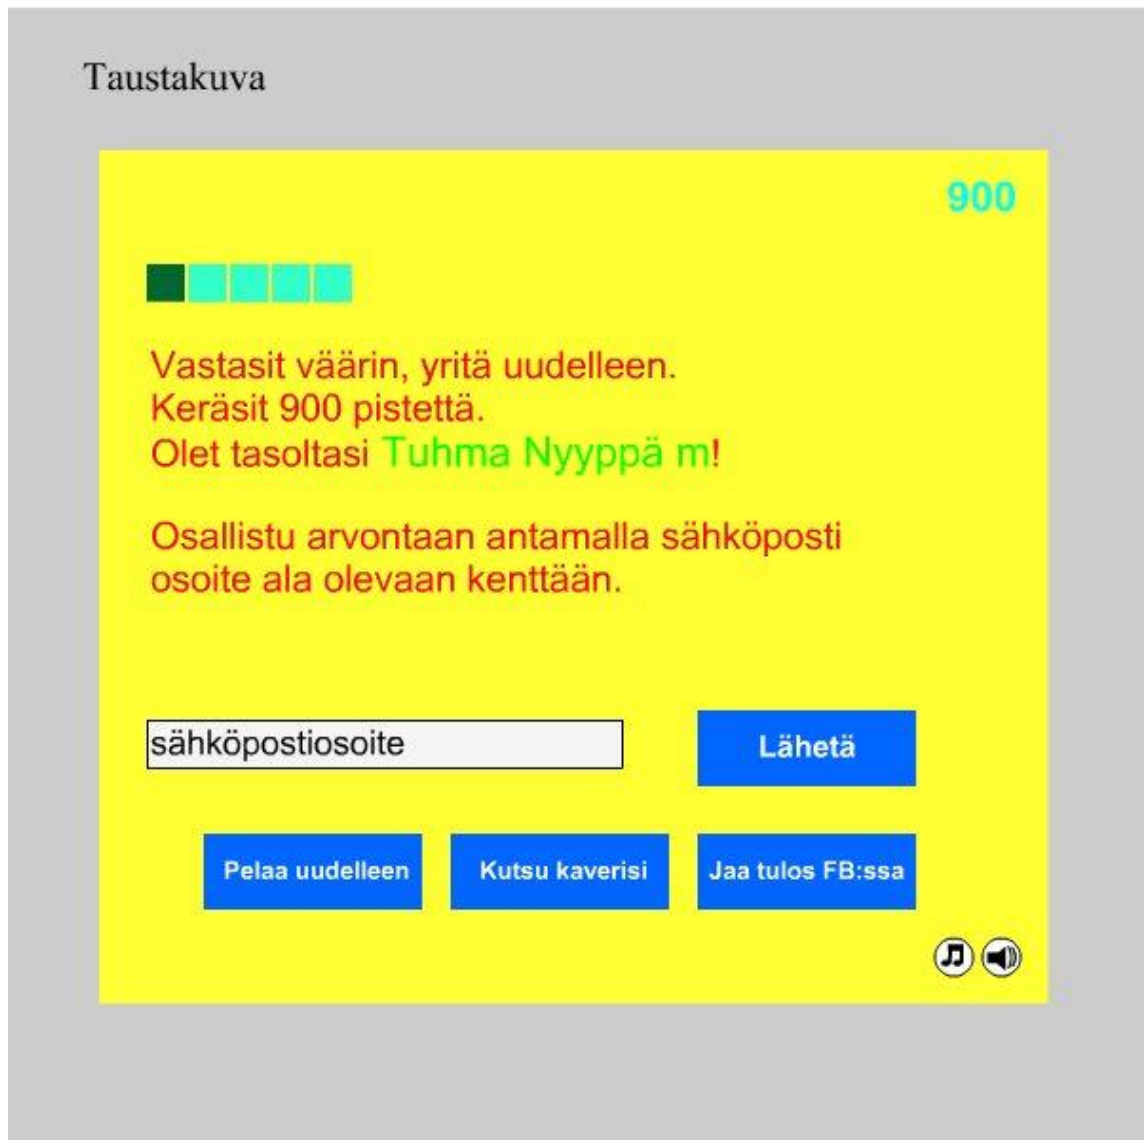 Taustakuva
900
Vastasit väärin, yritä uudelleen.
Keräsit 900 pistettä.
Olet tasoltasi Tuhma Nyyppä m!
Osallistu arvontaan antamalla sähköposti
osoite ala olevaan kenttään.
sähköpostiosoite
Lähetä
Pelaa uudelleen
Kutsu kaverisi
Jaa tulos FB:ssa